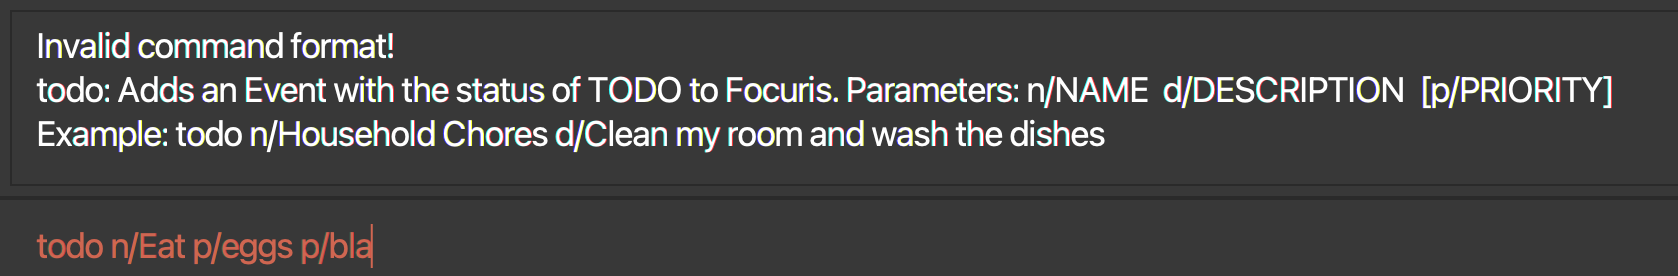 Invalid command format!
todo: Adds an Event with the status of TODO to Focuris. Parameters: n/NAME  d/DESCRIPTION  [p/PRIORITY]
Example: todo n/Household Chores d/Clean my room and wash the dishes
todo n/Eat p/eggs p/bla